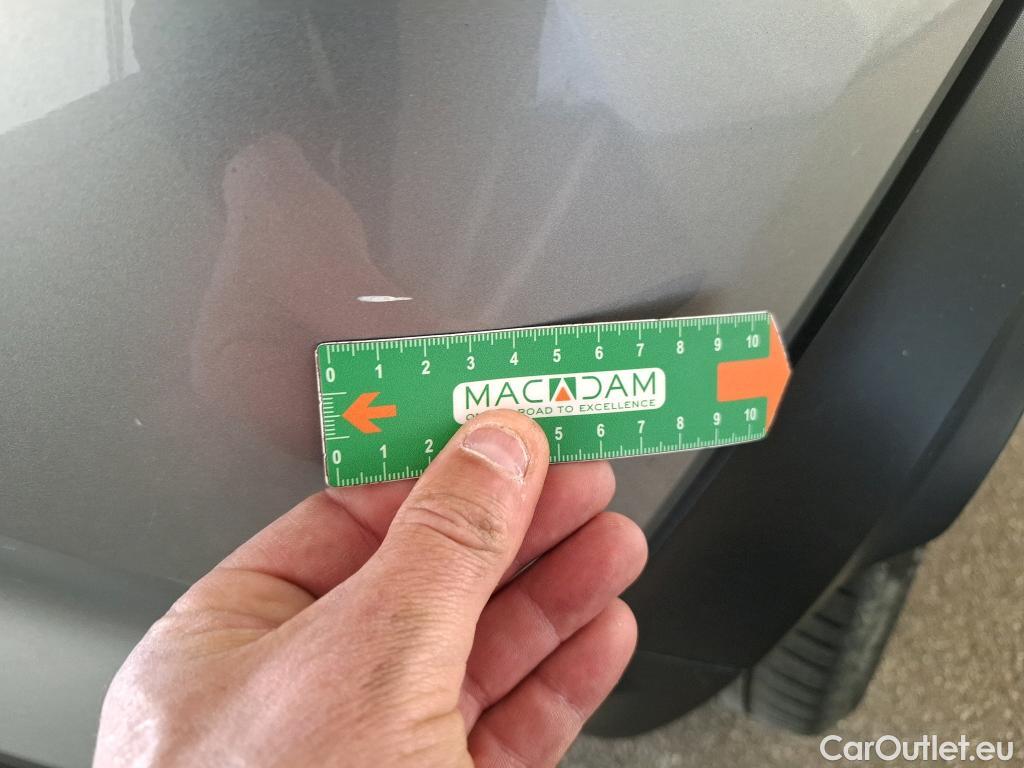 0 1 2 3 4 5 6 7 8 9 10
MACADAM
ROAD TO EXCELLENCE
0 1 2 5 6 7 8 9 10
CarOutlet.eu